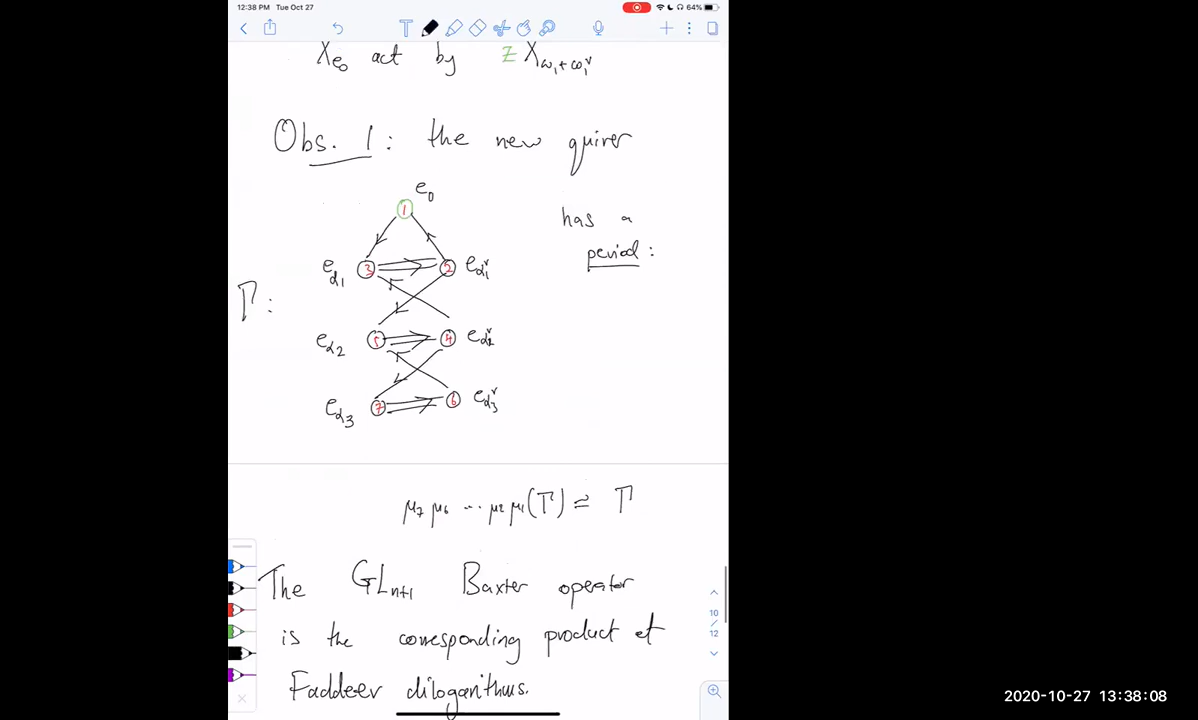 12:38 PM Tue Oct 27
64%
X_{e_0} act by z X_{ω_1+ω_1^∨}
Obs. 1: the new quiver
e_0
1
has a
period:
e_{α_1} 3 2 e_{α_1^∨}
Γ:
e_{α_2} 5 4 e_{α_2^∨}
e_{α_3} 7 6 e_{α_3^∨}
μ_7 μ_6 ... μ_2 μ_1(Γ) ≃ Γ
The GL_{n+1} Baxter operator
is the corresponding product of
Faddeev dilogarithms.
10
/
12
2020-10-27 13:38:08